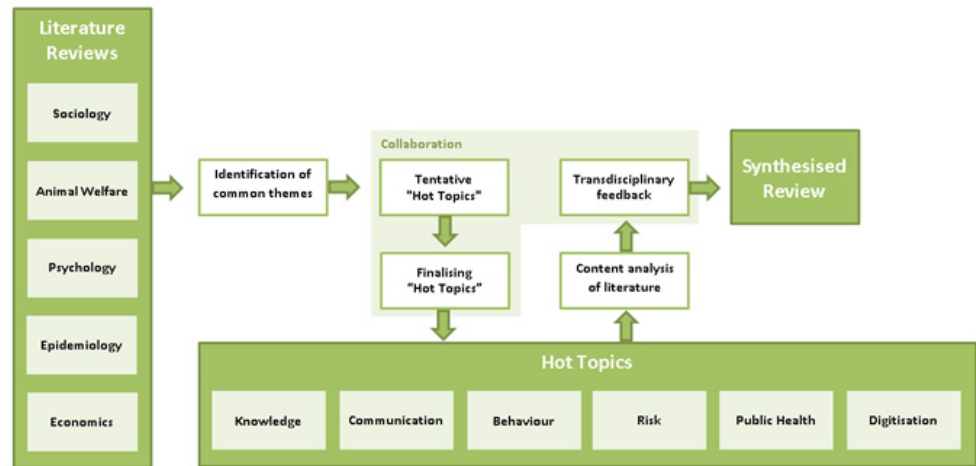 Literature
Reviews
Sociology
Animal Welfare
Psychology
Epidemiology
Economics
Identification of
common themes
Collaboration
Tentative
"Hot Topics"
Finalising
"Hot Topics"
Transdisciplinary
feedback
Content analysis
of literature
Synthesised
Review
Hot Topics
Knowledge
Communication
Behaviour
Risk
Public Health
Digitisation